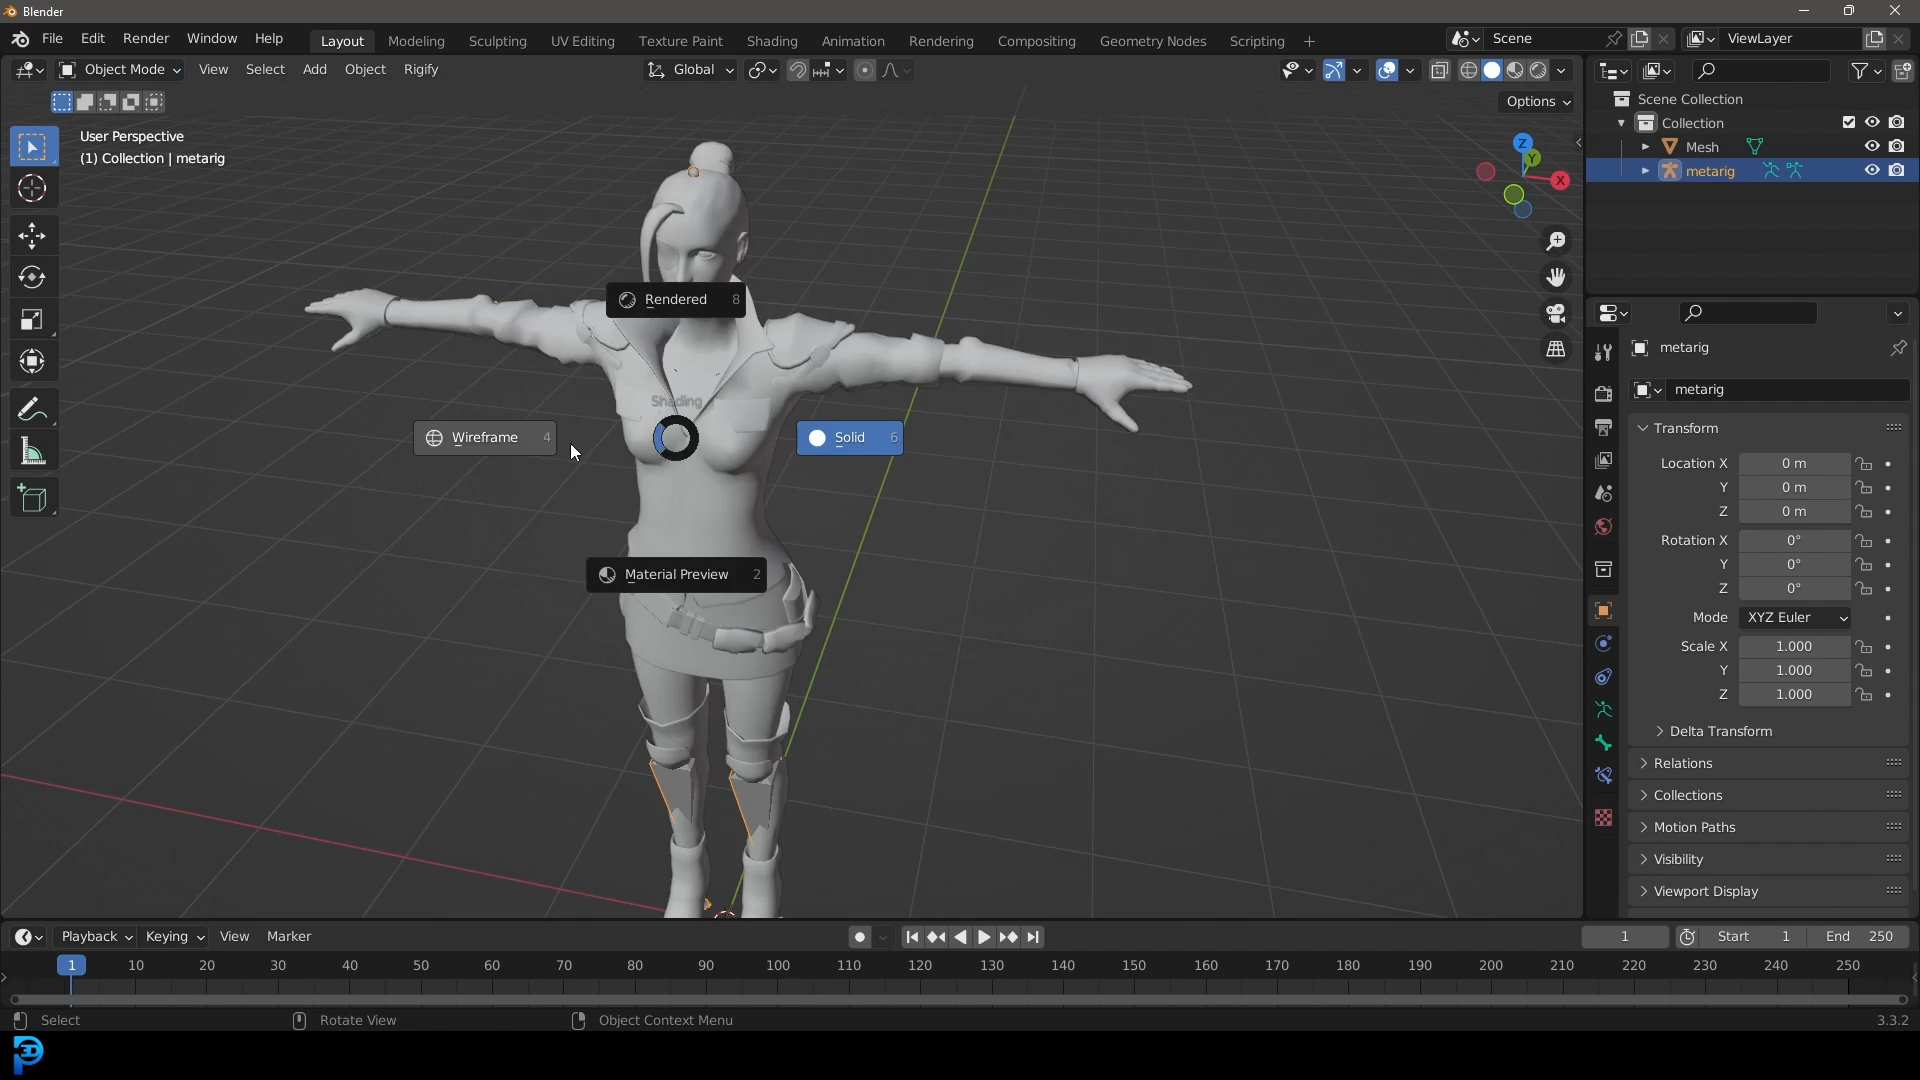 Blender
File Edit Render Window Help
Layout Modeling Sculpting UV Editing Texture Paint Shading Animation Rendering Compositing Geometry Nodes Scripting +
Scene
ViewLayer
Object Mode View Select Add Object Rigify
Global
Options
User Perspective
(1) Collection | metarig
Z
Y
X
Scene Collection
Collection
Mesh
metarig
Rendered 8
Shading
Wireframe 4
Solid 6
Material Preview 2
metarig
metarig
Transform
Location X 0 m
Y 0 m
Z 0 m
Rotation X 0°
Y 0°
Z 0°
Mode XYZ Euler
Scale X 1.000
Y 1.000
Z 1.000
Delta Transform
Relations
Collections
Motion Paths
Visibility
Viewport Display
Playback Keying View Marker
1 Start 1 End 250
1 10 20 30 40 50 60 70 80 90 100 110 120 130 140 150 160 170 180 190 200 210 220 230 240 250
Select Rotate View Object Context Menu 3.3.2